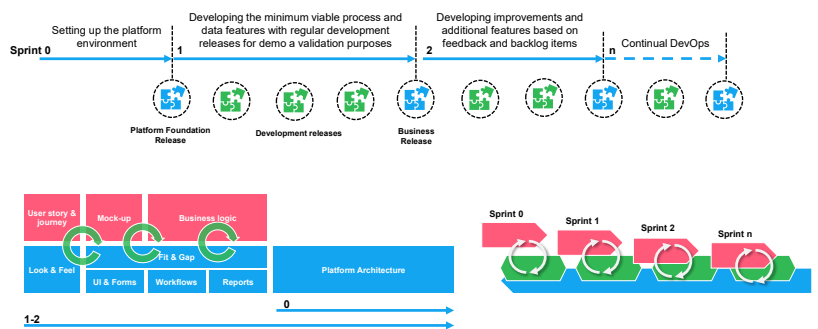 Setting up the platform
environment
Developing the minimum viable process and
data features with regular development
releases for demo a validation purposes
Developing improvements and
additional features based on
feedback and backlog items
Continual DevOps
Sprint 0
1
2
n
Platform Foundation
Release
Development releases
Business
Release
User story &
journey
Mock-up
Business logic
Look & Feel
Fit & Gap
UI & Forms
Workflows
Reports
Platform Architecture
0
1-2
Sprint 0
Sprint 1
Sprint 2
Sprint n